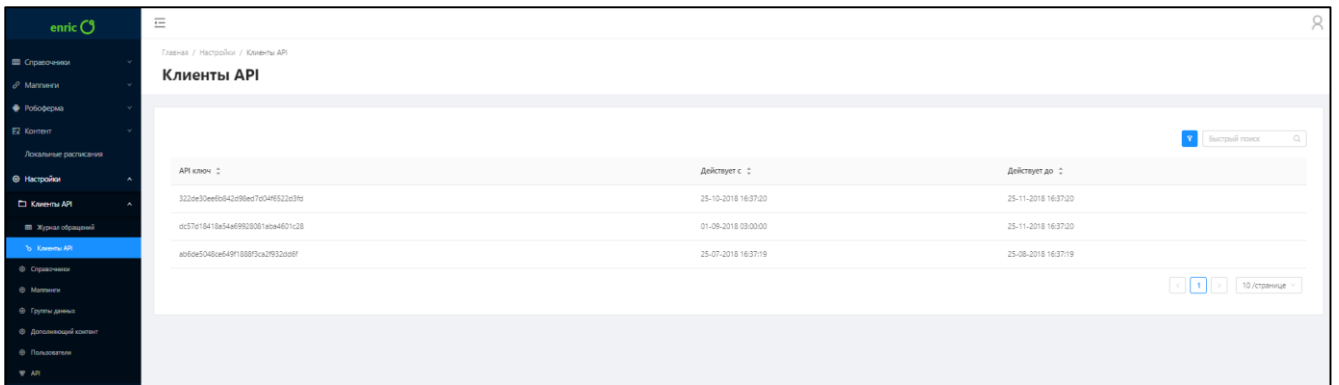 enric
Справочники
Маппинги
Робоферма
Контент
Локальные расписания
Настройки
Клиенты API
Журнал обращений
Клиенты API
Справочники
Маппинги
Группы данных
Дополняющий контент
Пользователи
API
Главная / Настройки / Клиенты API
Клиенты API
Быстрый поиск
API ключ Действует с Действует до
322de30ee6b842d98ed7d04f6522d3fd 25-10-2018 16:37:20 25-11-2018 16:37:20
dc57d18418a54a69928081aba4601c28 01-09-2018 03:00:00 25-11-2018 16:37:20
ab6de5048ce649f1888f3ca2f932dd6f 25-07-2018 16:37:19 25-08-2018 16:37:19
< 1 > 10 /странице